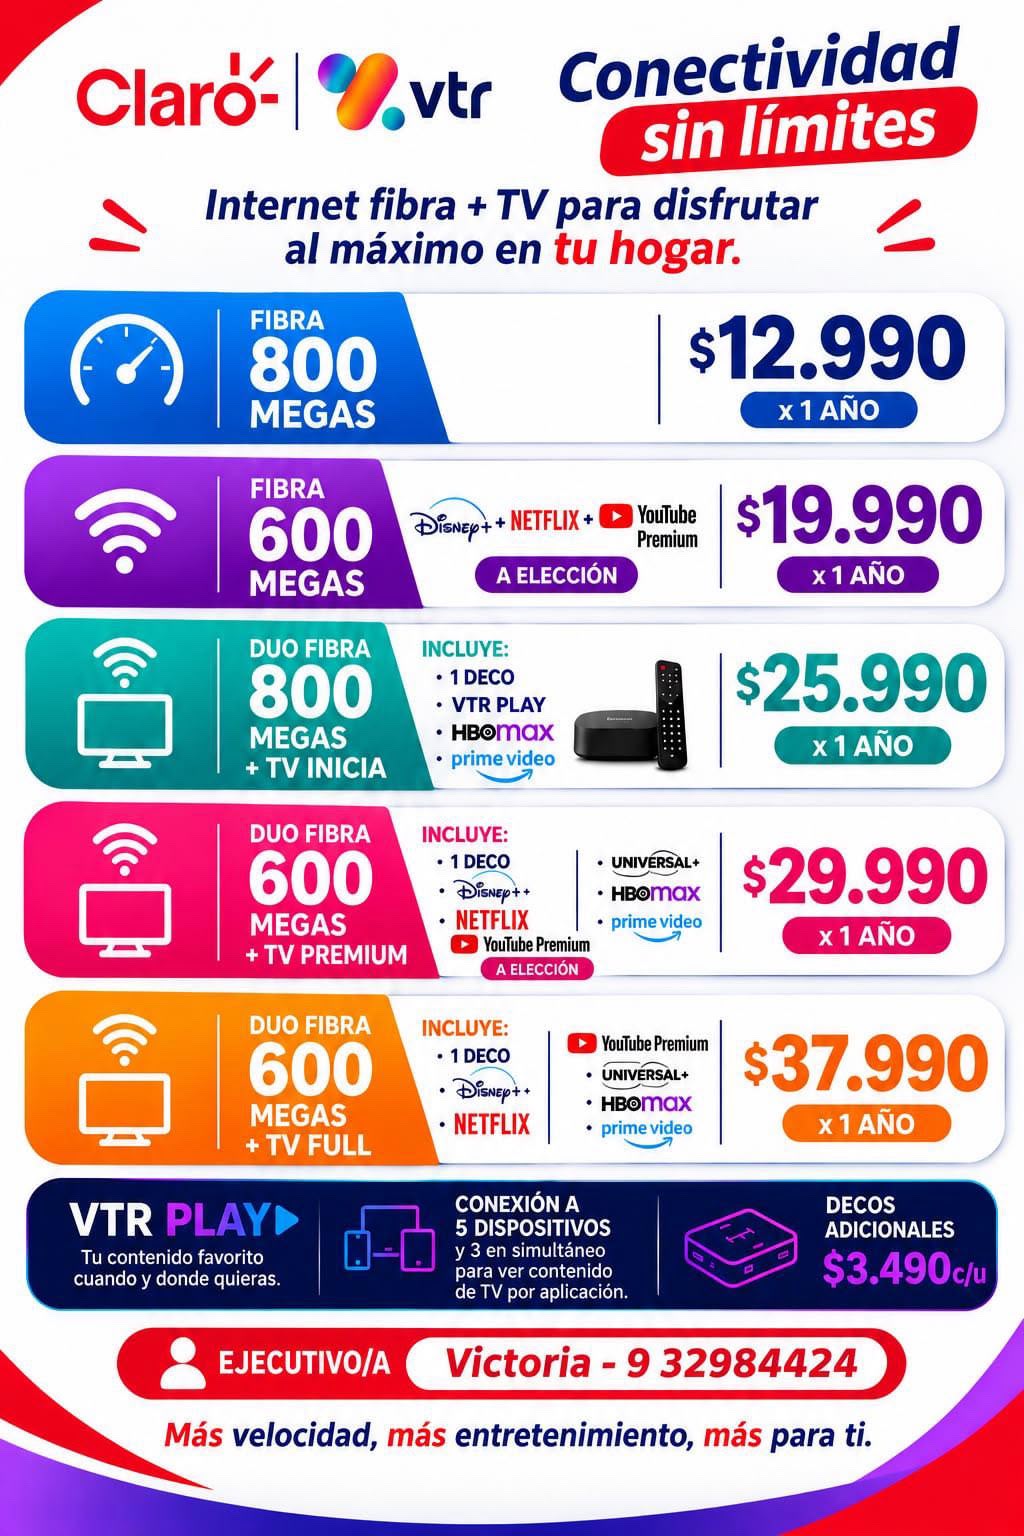 Claro | vtr
Conectividad
sin límites
Internet fibra + TV para disfrutar
al máximo en tu hogar.
FIBRA
800
MEGAS
$12.990
x 1 AÑO
FIBRA
600
MEGAS
Disney+ + NETFLIX + YouTube
Premium
A ELECCIÓN
$19.990
x 1 AÑO
DUO FIBRA
800
MEGAS
+ TV INICIA
INCLUYE:
• 1 DECO
• VTR PLAY
• HBOmax
• prime video
$25.990
x 1 AÑO
DUO FIBRA
600
MEGAS
+ TV PREMIUM
INCLUYE:
• 1 DECO
• Disney++
• NETFLIX
YouTube Premium
A ELECCIÓN
• UNIVERSAL+
• HBOmax
• prime video
$29.990
x 1 AÑO
DUO FIBRA
600
MEGAS
+ TV FULL
INCLUYE:
• 1 DECO
• Disney++
• NETFLIX
YouTube Premium
• UNIVERSAL+
• HBOmax
• prime video
$37.990
x 1 AÑO
VTR PLAY
Tu contenido favorito
cuando y donde quieras.
CONEXIÓN A
5 DISPOSITIVOS
y 3 en simultáneo
para ver contenido
de TV por aplicación.
DECOS
ADICIONALES
$3.490c/u
EJECUTIVO/A
Victoria - 9 32984424
Más velocidad, más entretenimiento, más para ti.